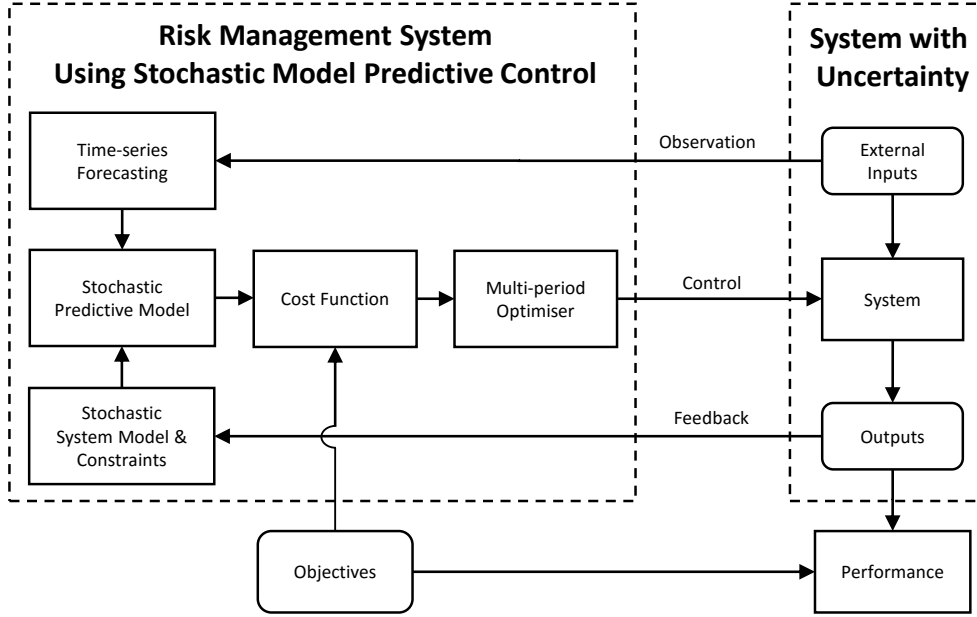 Risk Management System
Using Stochastic Model Predictive Control
System with
Uncertainty
Time-series
Forecasting
Observation
External
Inputs
Stochastic
Predictive Model
Cost Function
Multi-period
Optimiser
Control
System
Stochastic
System Model &
Constraints
Feedback
Outputs
Objectives
Performance